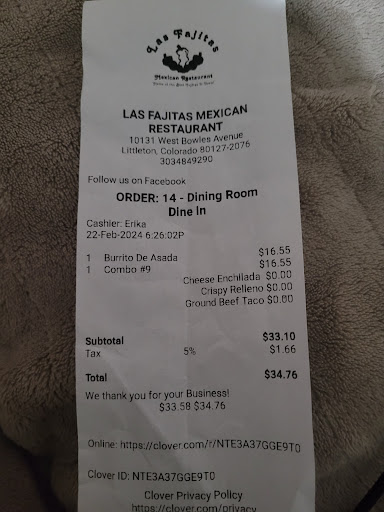 Las Fajitas
Mexican Restaurant
LAS FAJITAS MEXICAN
RESTAURANT
10131 West Bowles Avenue
Littleton, Colorado 80127-2076
3034849290
Follow us on Facebook
ORDER: 14 - Dining Room
Dine In
Cashier: Erika
22-Feb-2024 6:26:02P
1 Burrito De Asada $16.55
1 Combo #9 $16.55
Cheese Enchilada $0.00
Crispy Relleno $0.00
Ground Beef Taco $0.00
Subtotal $33.10
Tax 5% $1.66
Total $34.76
We thank you for your Business!
$33.58 $34.76
Online: https://clover.com/r/NTE3A37GGE9T0
Clover ID: NTE3A37GGE9T0
Clover Privacy Policy
https://clover.com/privacy